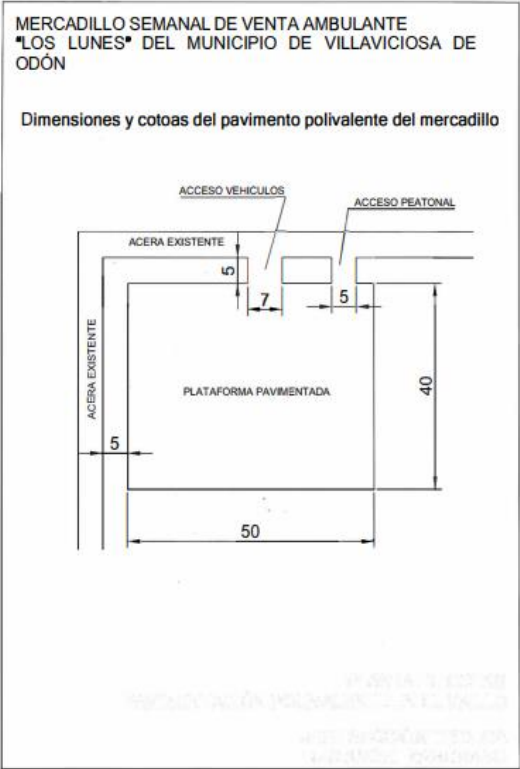 MERCADILLO SEMANAL DE VENTA AMBULANTE
"LOS LUNES" DEL MUNICIPIO DE VILLAVICIOSA DE
ODÓN
Dimensiones y cotoas del pavimento polivalente del mercadillo
ACCESO VEHICULOS
ACCESO PEATONAL
ACERA EXISTENTE
5
7
5
ACERA EXISTENTE
PLATAFORMA PAVIMENTADA
40
5
50